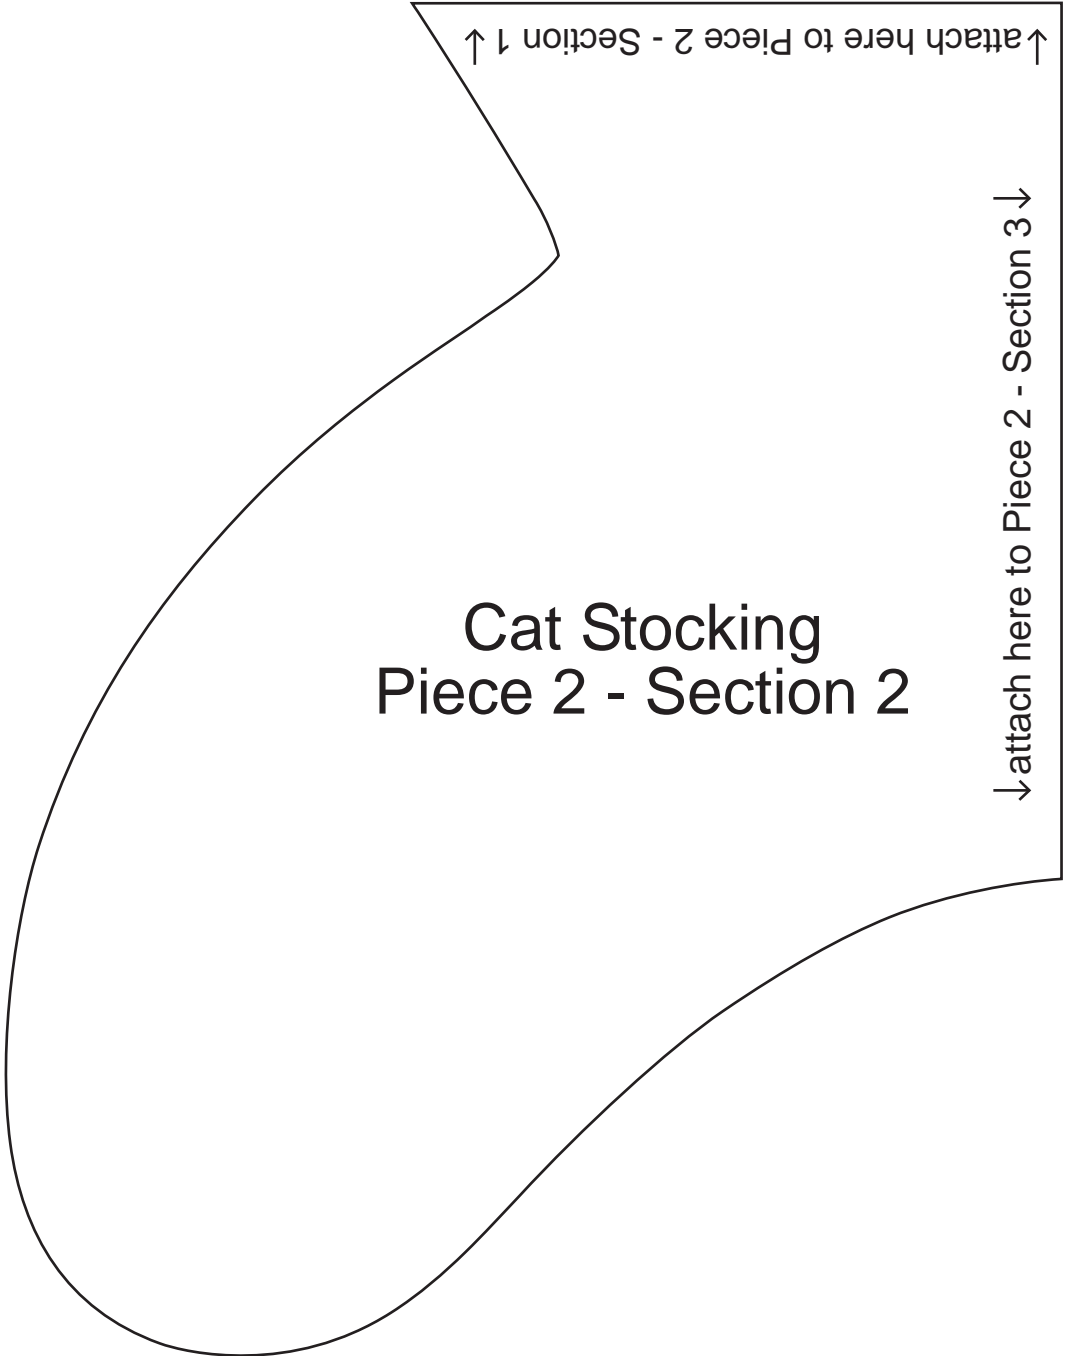 ↓attach here to Piece 2 - Section 1↓
↓attach here to Piece 2 - Section 3↓
Cat Stocking
Piece 2 - Section 2